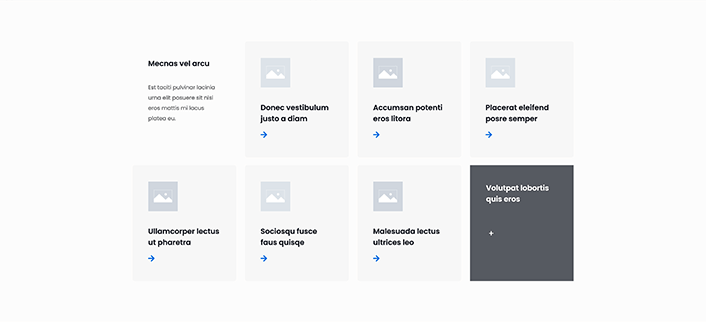 Mecnas vel arcu
Est taciti pulvinar lacinia
urna elit posuere sit nisi
eros mattis mi lacus
platea eu.
Donec vestibulum
justo a diam
Accumsan potenti
eros litora
Placerat eleifend
posre semper
Ullamcorper lectus
ut pharetra
Sociosqu fusce
faus quisqe
Malesuada lectus
ultrices leo
Volutpat lobortis
quis eros
+